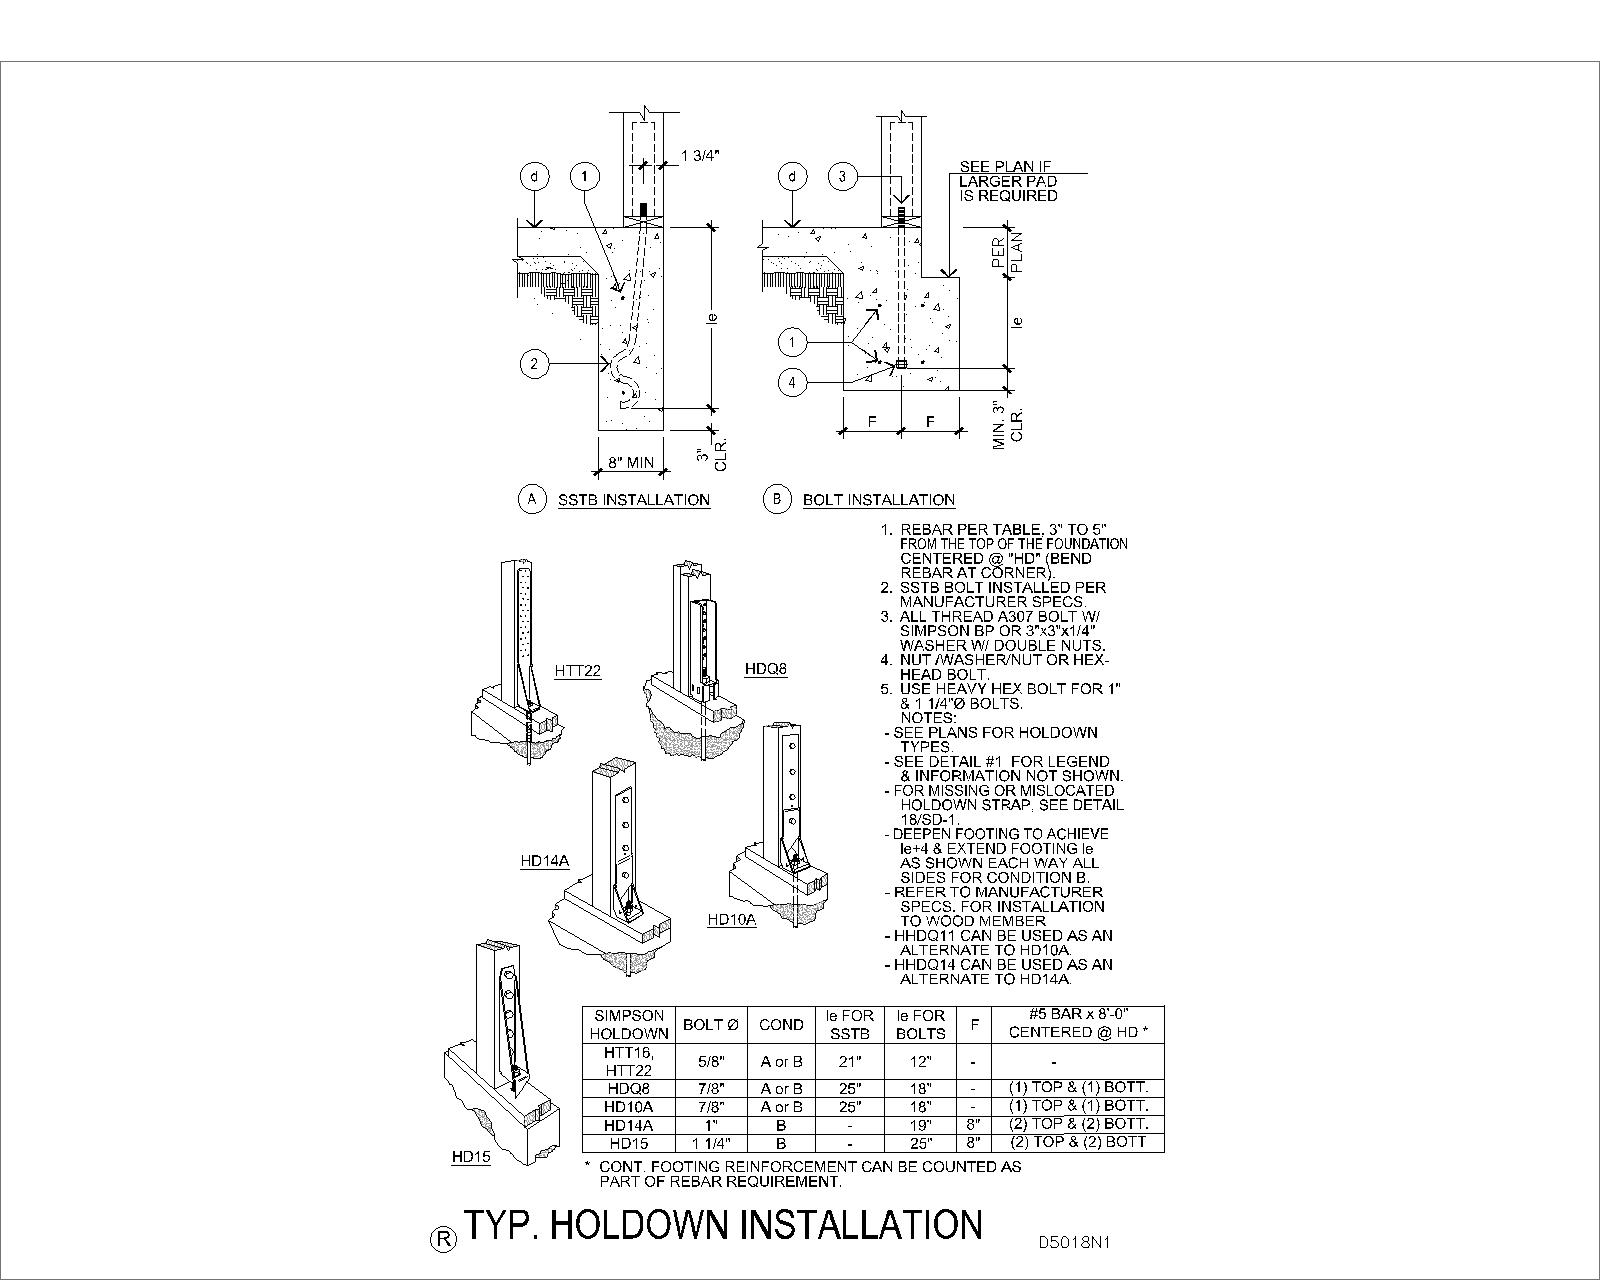 1 3/4"
d
1
2
le
3"
CLR.
8" MIN
A SSTB INSTALLATION
d
3
SEE PLAN IF
LARGER PAD
IS REQUIRED
PER
PLAN
le
1
4
F
F
MIN. 3"
CLR.
B BOLT INSTALLATION
1. REBAR PER TABLE. 3" TO 5"
FROM THE TOP OF THE FOUNDATION
CENTERED @ "HD" (BEND
REBAR AT CORNER).
2. SSTB BOLT INSTALLED PER
MANUFACTURER SPECS.
3. ALL THREAD A307 BOLT W/
SIMPSON BP OR 3"x3"x1/4"
WASHER W/ DOUBLE NUTS.
4. NUT /WASHER/NUT OR HEX-
HEAD BOLT.
5. USE HEAVY HEX BOLT FOR 1"
& 1 1/4"Ø BOLTS.
NOTES:
- SEE PLANS FOR HOLDOWN
TYPES.
- SEE DETAIL #1 FOR LEGEND
& INFORMATION NOT SHOWN.
- FOR MISSING OR MISLOCATED
HOLDOWN STRAP, SEE DETAIL
18/SD-1.
- DEEPEN FOOTING TO ACHIEVE
le+4 & EXTEND FOOTING le
AS SHOWN EACH WAY ALL
SIDES FOR CONDITION B.
- REFER TO MANUFACTURER
SPECS. FOR INSTALLATION
TO WOOD MEMBER
- HHDQ11 CAN BE USED AS AN
ALTERNATE TO HD10A.
- HHDQ14 CAN BE USED AS AN
ALTERNATE TO HD14A.
HTT22
HDQ8
HD14A
HD10A
HD15
SIMPSON HOLDOWN BOLT Ø COND le FOR SSTB le FOR BOLTS F #5 BAR x 8'-0" CENTERED @ HD *
HTT16, HTT22 5/8" A or B 21" 12" - -
HDQ8 7/8" A or B 25" 18" - (1) TOP & (1) BOTT.
HD10A 7/8" A or B 25" 18" - (1) TOP & (1) BOTT.
HD14A 1" B - 19" 8" (2) TOP & (2) BOTT.
HD15 1 1/4" B - 25" 8" (2) TOP & (2) BOTT
* CONT. FOOTING REINFORCEMENT CAN BE COUNTED AS
PART OF REBAR REQUIREMENT.
R TYP. HOLDOWN INSTALLATION
D5018N1